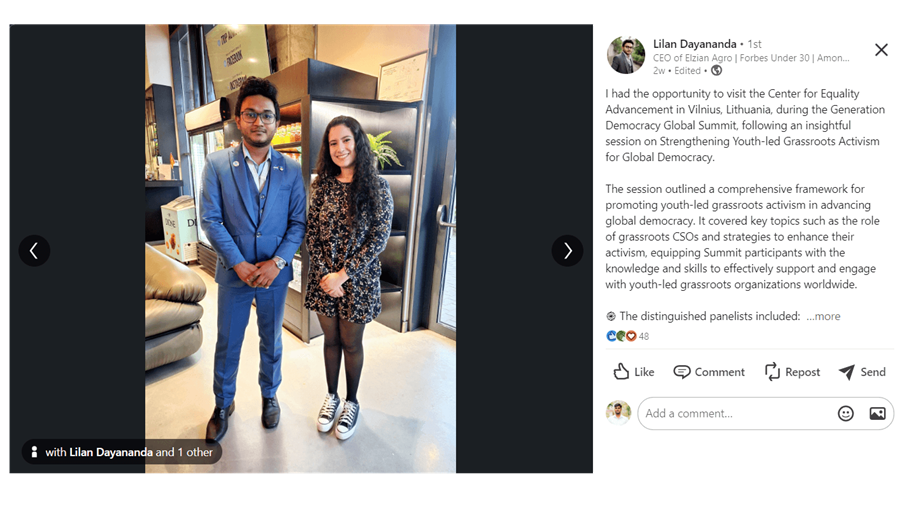 TOP
FACEBOOK
INSTAGRAM
Lilan Dayananda • 1st
CEO of Elzian Agro | Forbes Under 30 | Amon...
2w • Edited •
I had the opportunity to visit the Center for Equality
Advancement in Vilnius, Lithuania, during the Generation
Democracy Global Summit, following an insightful
session on Strengthening Youth-led Grassroots Activism
for Global Democracy.
The session outlined a comprehensive framework for
promoting youth-led grassroots activism in advancing
global democracy. It covered key topics such as the role
of grassroots CSOs and strategies to enhance their
activism, equipping Summit participants with the
knowledge and skills to effectively support and engage
with youth-led grassroots organizations worldwide.
The distinguished panelists included: ...more
48
Like Comment Repost Send
Add a comment...
with Lilan Dayananda and 1 other